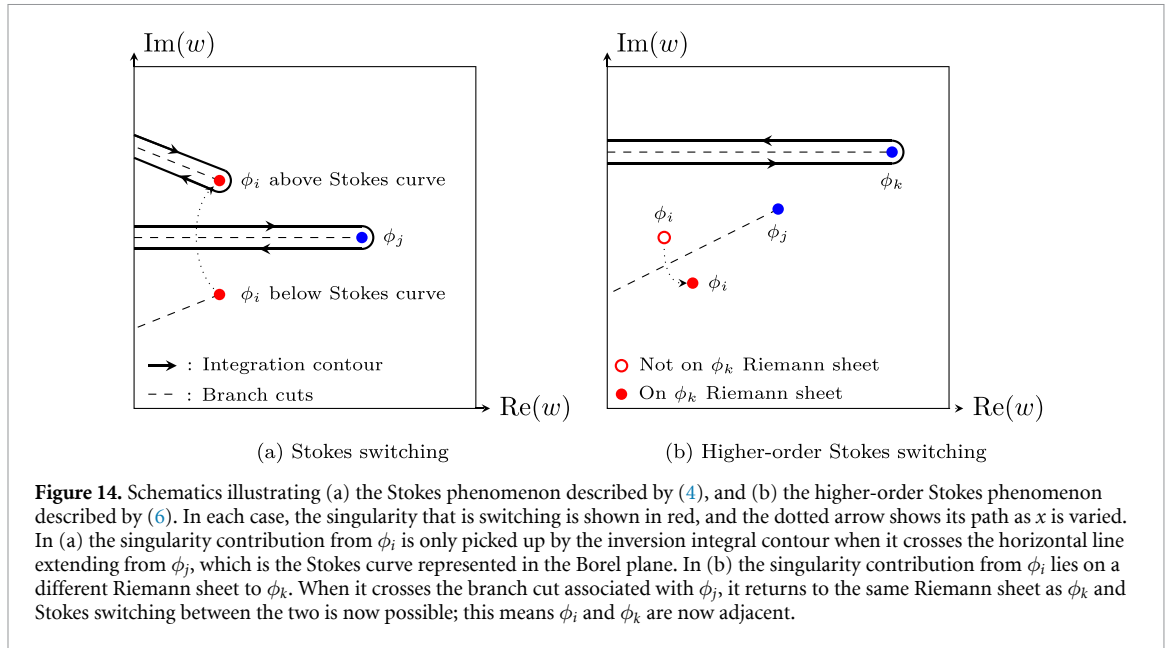 Im(w)
ϕi above Stokes curve
ϕj
ϕi below Stokes curve
: Integration contour
: Branch cuts
Re(w)
(a) Stokes switching
Im(w)
ϕk
ϕi
ϕj
ϕi
Not on ϕk Riemann sheet
On ϕk Riemann sheet
Re(w)
(b) Higher-order Stokes switching
Figure 14. Schematics illustrating (a) the Stokes phenomenon described by (4), and (b) the higher-order Stokes phenomenon
described by (6). In each case, the singularity that is switching is shown in red, and the dotted arrow shows its path as x is varied.
In (a) the singularity contribution from ϕi is only picked up by the inversion integral contour when it crosses the horizontal line
extending from ϕj, which is the Stokes curve represented in the Borel plane. In (b) the singularity contribution from ϕi lies on a
different Riemann sheet to ϕk. When it crosses the branch cut associated with ϕj, it returns to the same Riemann sheet as ϕk and
Stokes switching between the two is now possible; this means ϕi and ϕk are now adjacent.